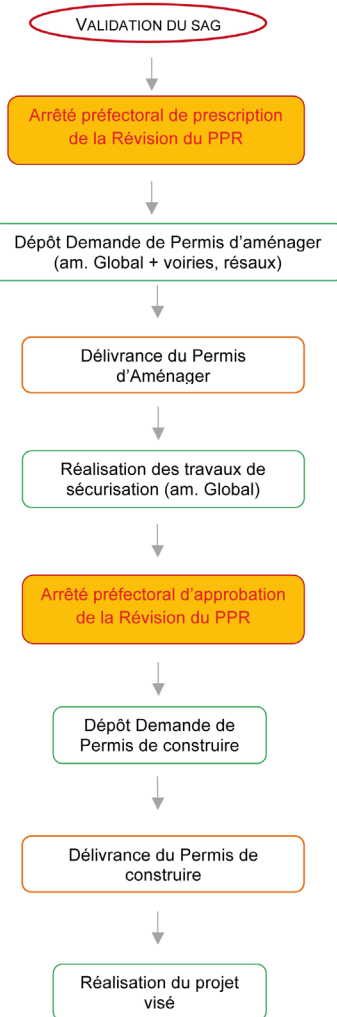 VALIDATION DU SAG
Arrêté préfectoral de prescription
de la Révision du PPR
Dépôt Demande de Permis d'aménager
(am. Global + voiries, résaux)
Délivrance du Permis
d'Aménager
Réalisation des travaux de
sécurisation (am. Global)
Arrêté préfectoral d'approbation
de la Révision du PPR
Dépôt Demande de
Permis de construire
Délivrance du Permis de
construire
Réalisation du projet
visé